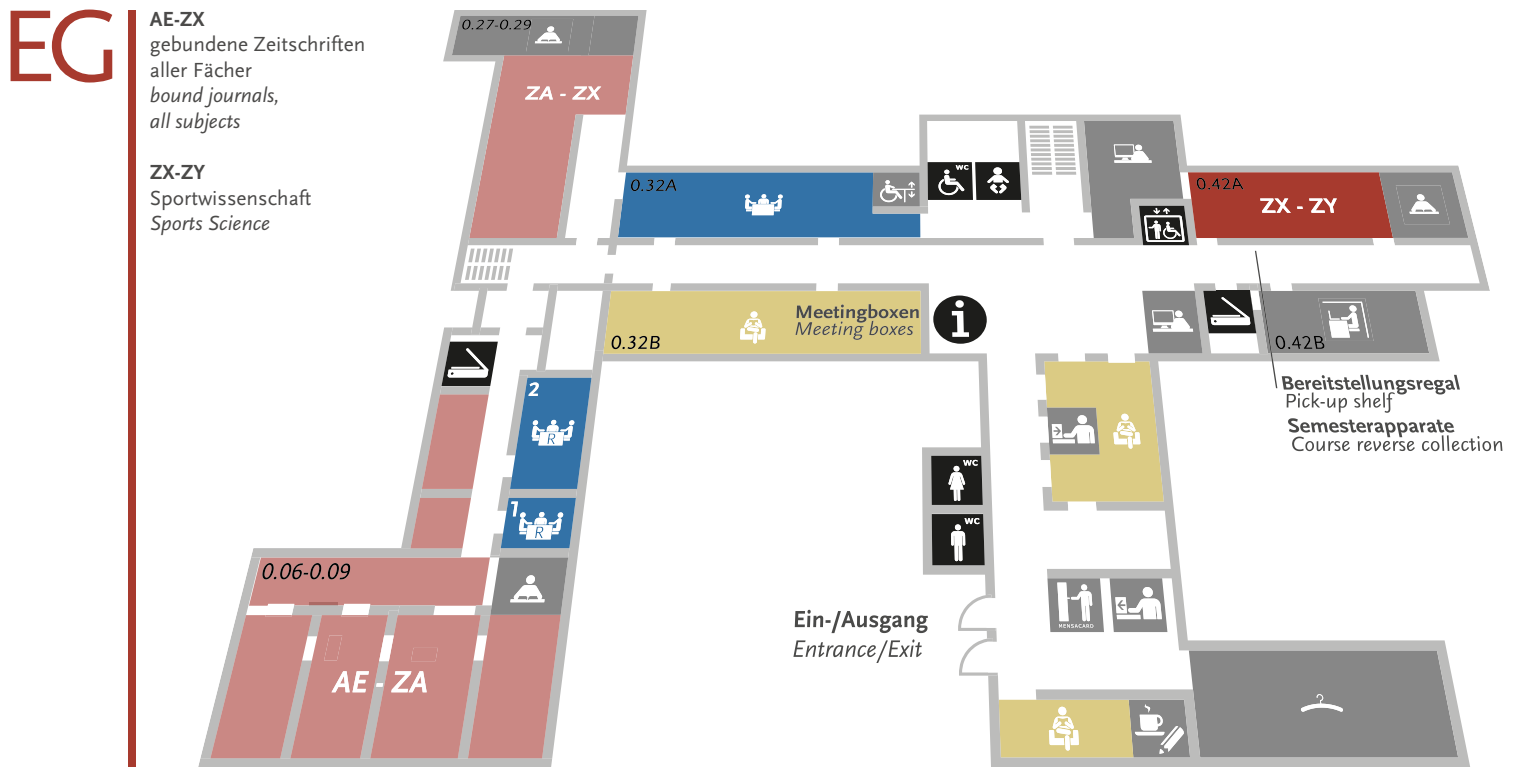 EG
AE-ZX
gebundene Zeitschriften
aller Fächer
bound journals,
all subjects
ZX-ZY
Sportwissenschaft
Sports Science
0.27-0.29
ZA - ZX
0.32A
WC
0.42A
ZX - ZY
0.32B
Meetingboxen
Meeting boxes
i
0.42B
Bereitstellungsregal
Pick-up shelf
Semesterapparate
Course reverse collection
2
R
1
R
WC
WC
0.06-0.09
AE - ZA
MENSACARD
Ein-/Ausgang
Entrance/Exit